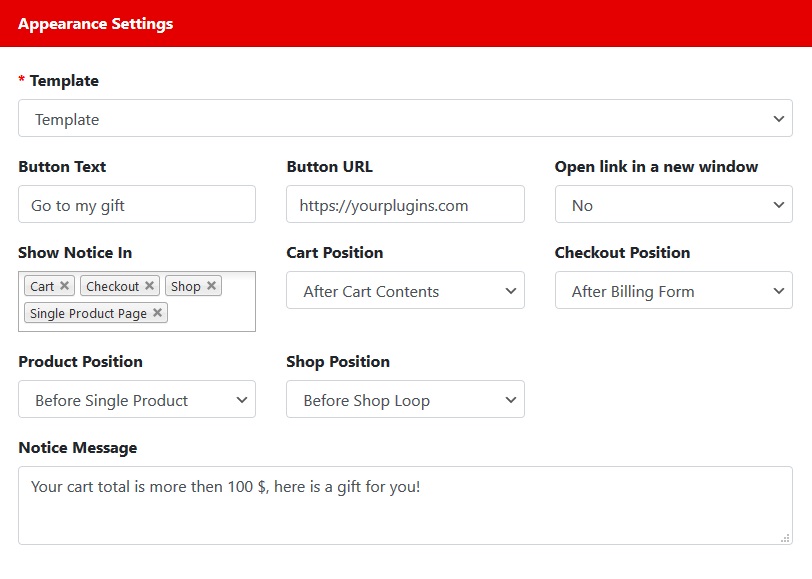 Appearance Settings
* Template
Template
Button Text Button URL Open link in a new window
Go to my gift https://yourplugins.com No
Show Notice In Cart Position Checkout Position
Cart × Checkout × Shop × After Cart Contents After Billing Form
Single Product Page ×
Product Position Shop Position
Before Single Product Before Shop Loop
Notice Message
Your cart total is more then 100 $, here is a gift for you!